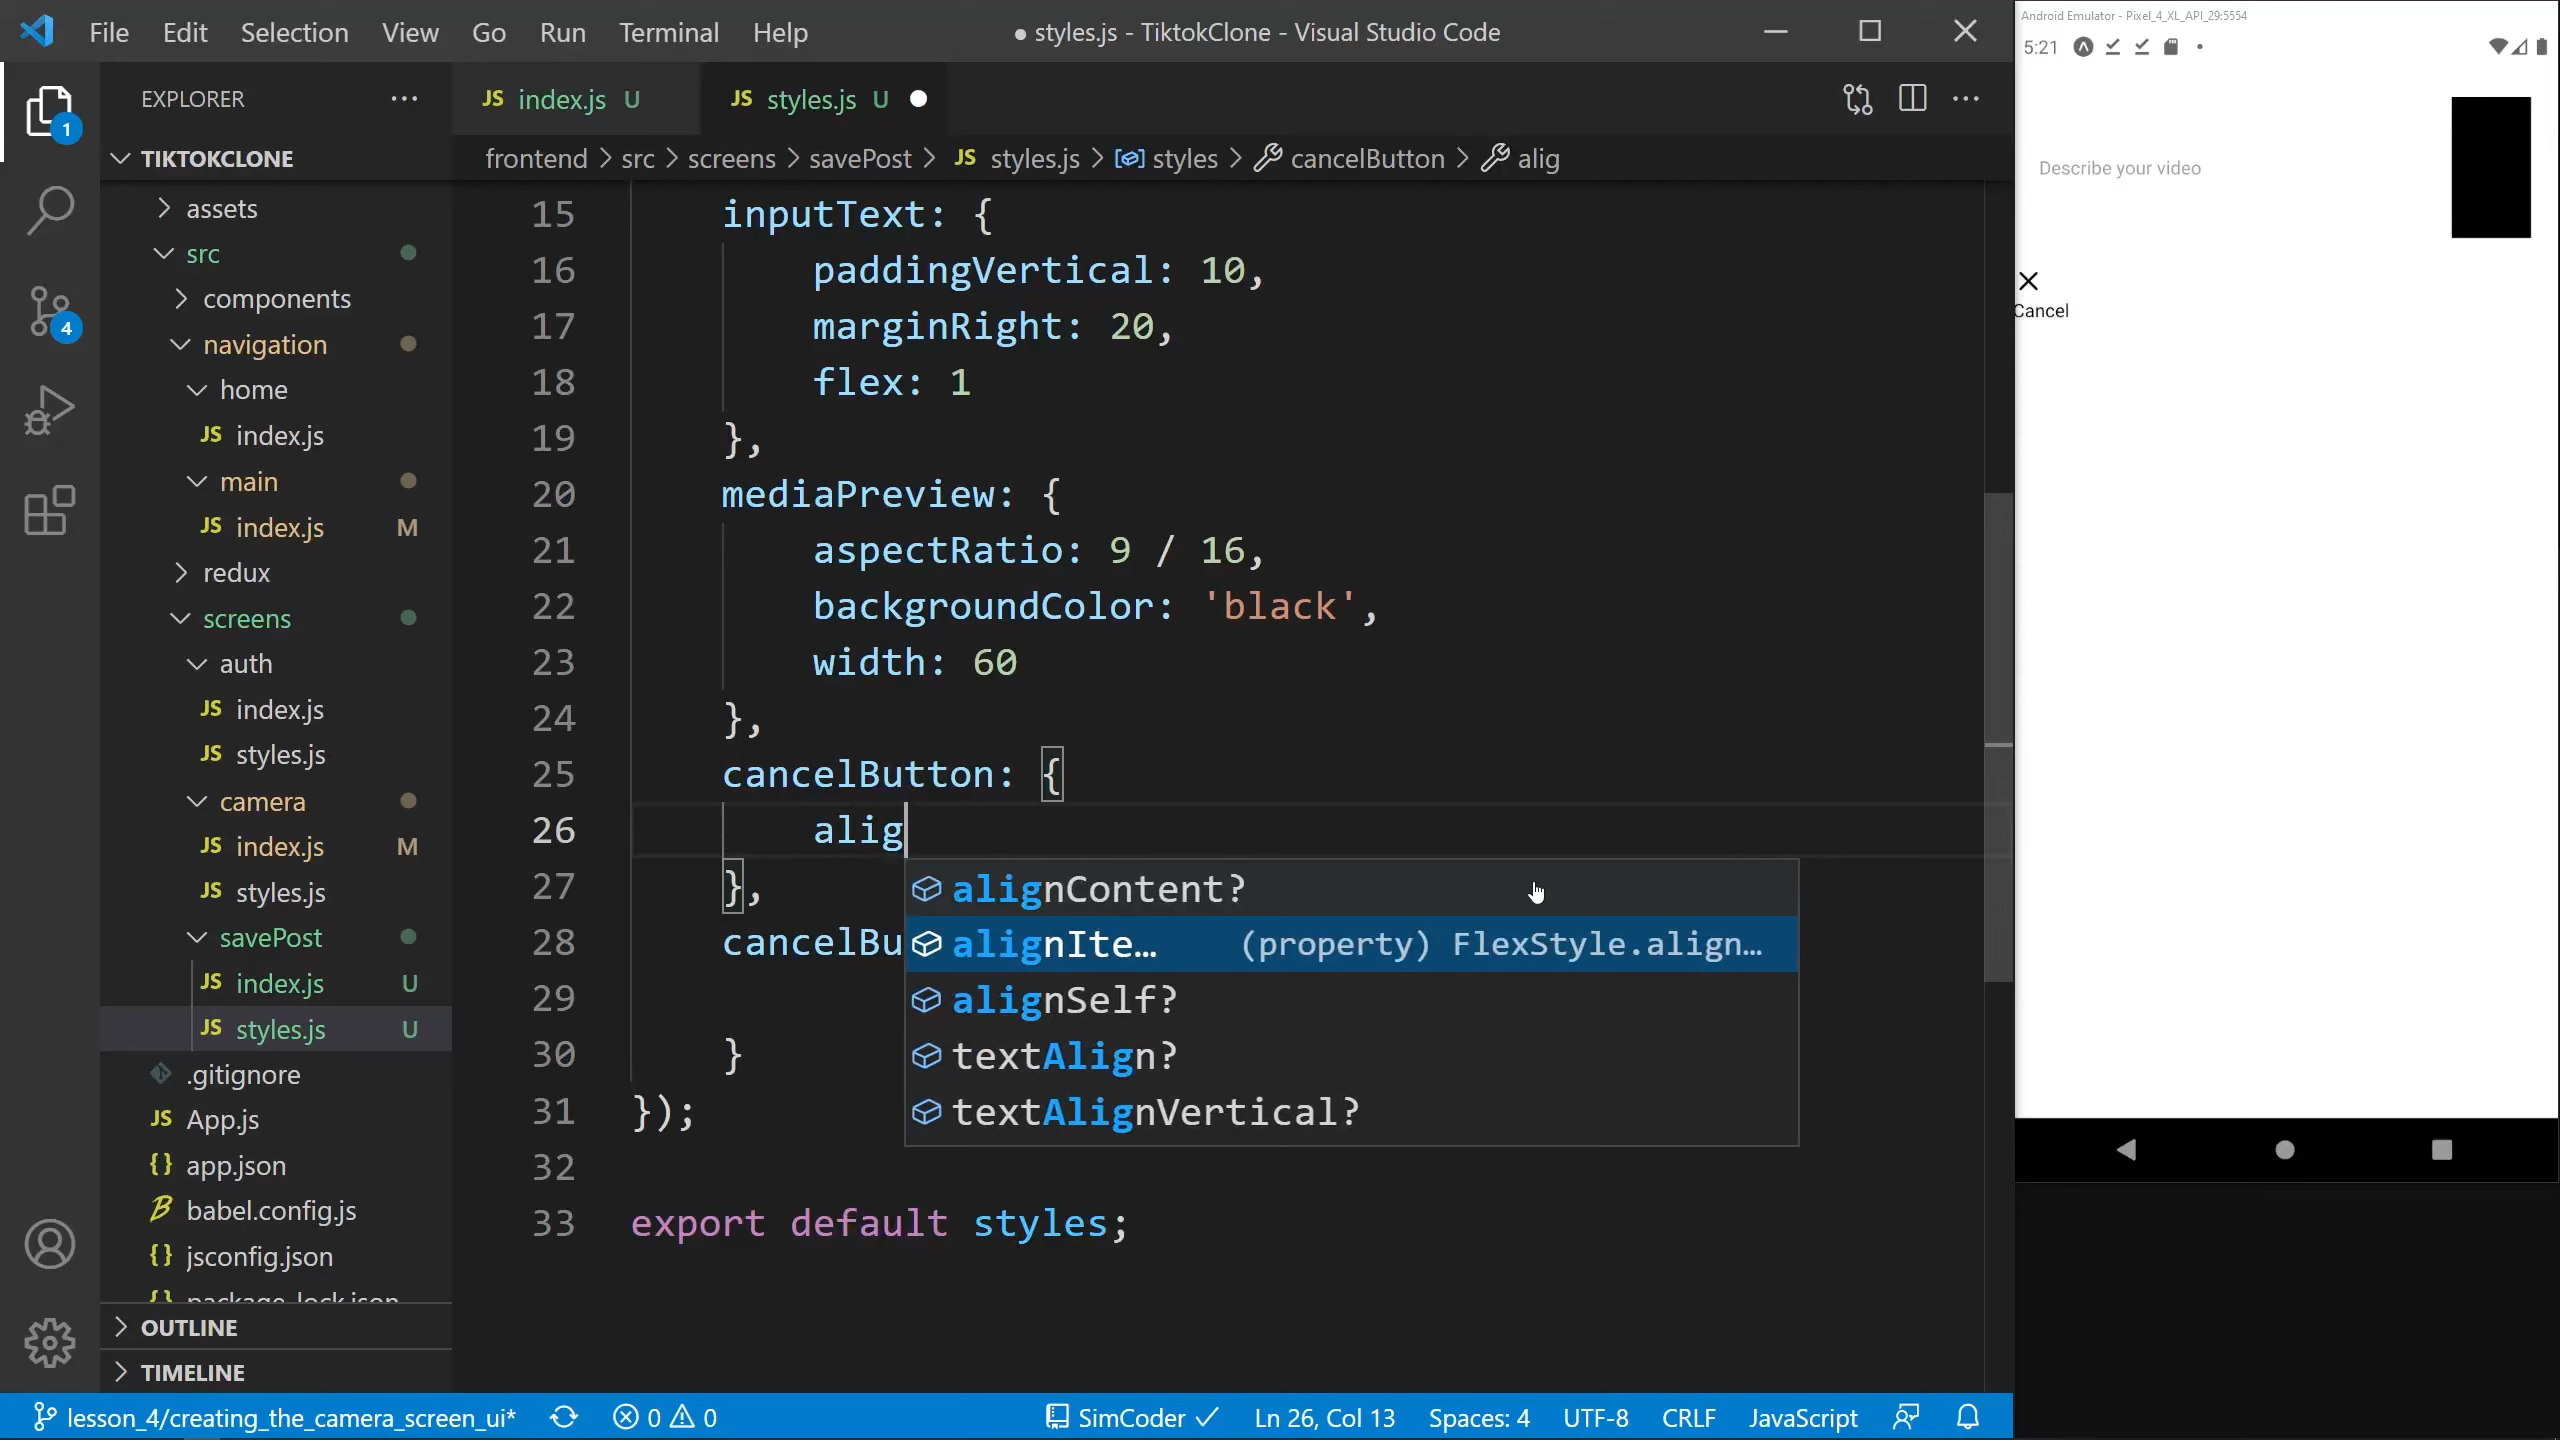 File Edit Selection View Go Run Terminal Help
● styles.js - TiktokClone - Visual Studio Code
Android Emulator - Pixel_4_XL_API_29:5554
5:21
EXPLORER
JS index.js U
JS styles.js U
TIKTOKCLONE
frontend > src > screens > savePost > JS styles.js > styles > cancelButton > alig
1
4
assets
src
components
navigation
home
JS index.js
main
JS index.js M
redux
screens
auth
JS index.js
JS styles.js
camera
JS index.js M
JS styles.js
savePost
JS index.js U
JS styles.js U
.gitignore
JS App.js
{} app.json
babel.config.js
{} jsconfig.json
{} package-lock.json
OUTLINE
TIMELINE
15 inputText: {
16 paddingVertical: 10,
17 marginRight: 20,
18 flex: 1
19 },
20 mediaPreview: {
21 aspectRatio: 9 / 16,
22 backgroundColor: 'black',
23 width: 60
24 },
25 cancelButton: {
26 alig
27 },
28 cancelBu
29
30 }
31 });
32
33 export default styles;
alignContent?
alignIte… (property) FlexStyle.align…
alignSelf?
textAlign?
textAlignVertical?
Describe your video
Cancel
lesson_4/creating_the_camera_screen_ui* 0 0 SimCoder Ln 26, Col 13 Spaces: 4 UTF-8 CRLF JavaScript